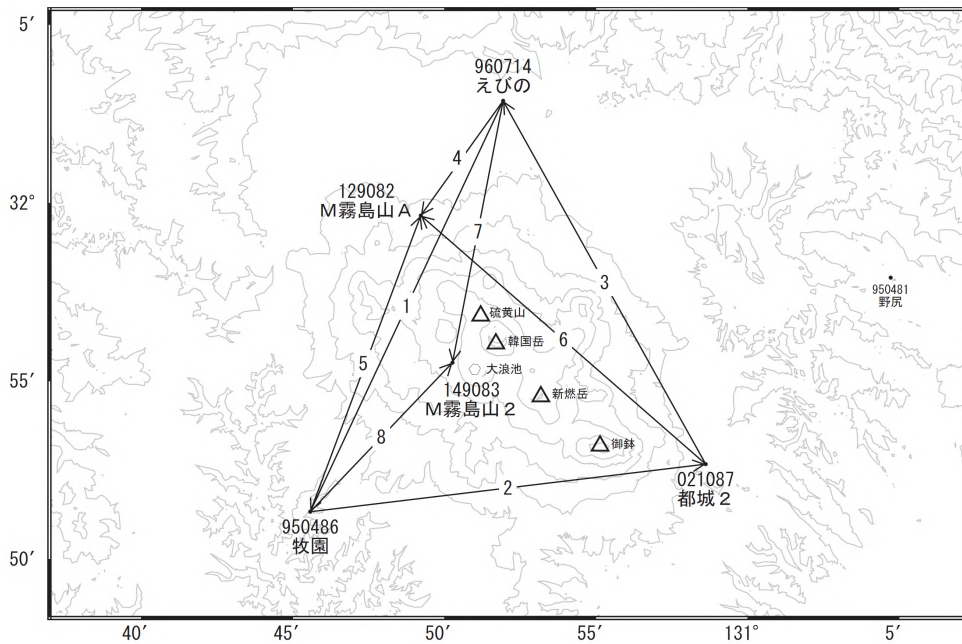 5′
960714
えびの
4
129082
M霧島山A
32°
7
3
950481
野尻
硫黄山
1
6
韓国岳
5
大浪池
55′
149083
M霧島山2
新燃岳
8
御鉢
021087
都城2
2
950486
牧園
50′
40′
45′
50′
55′
131°
5′